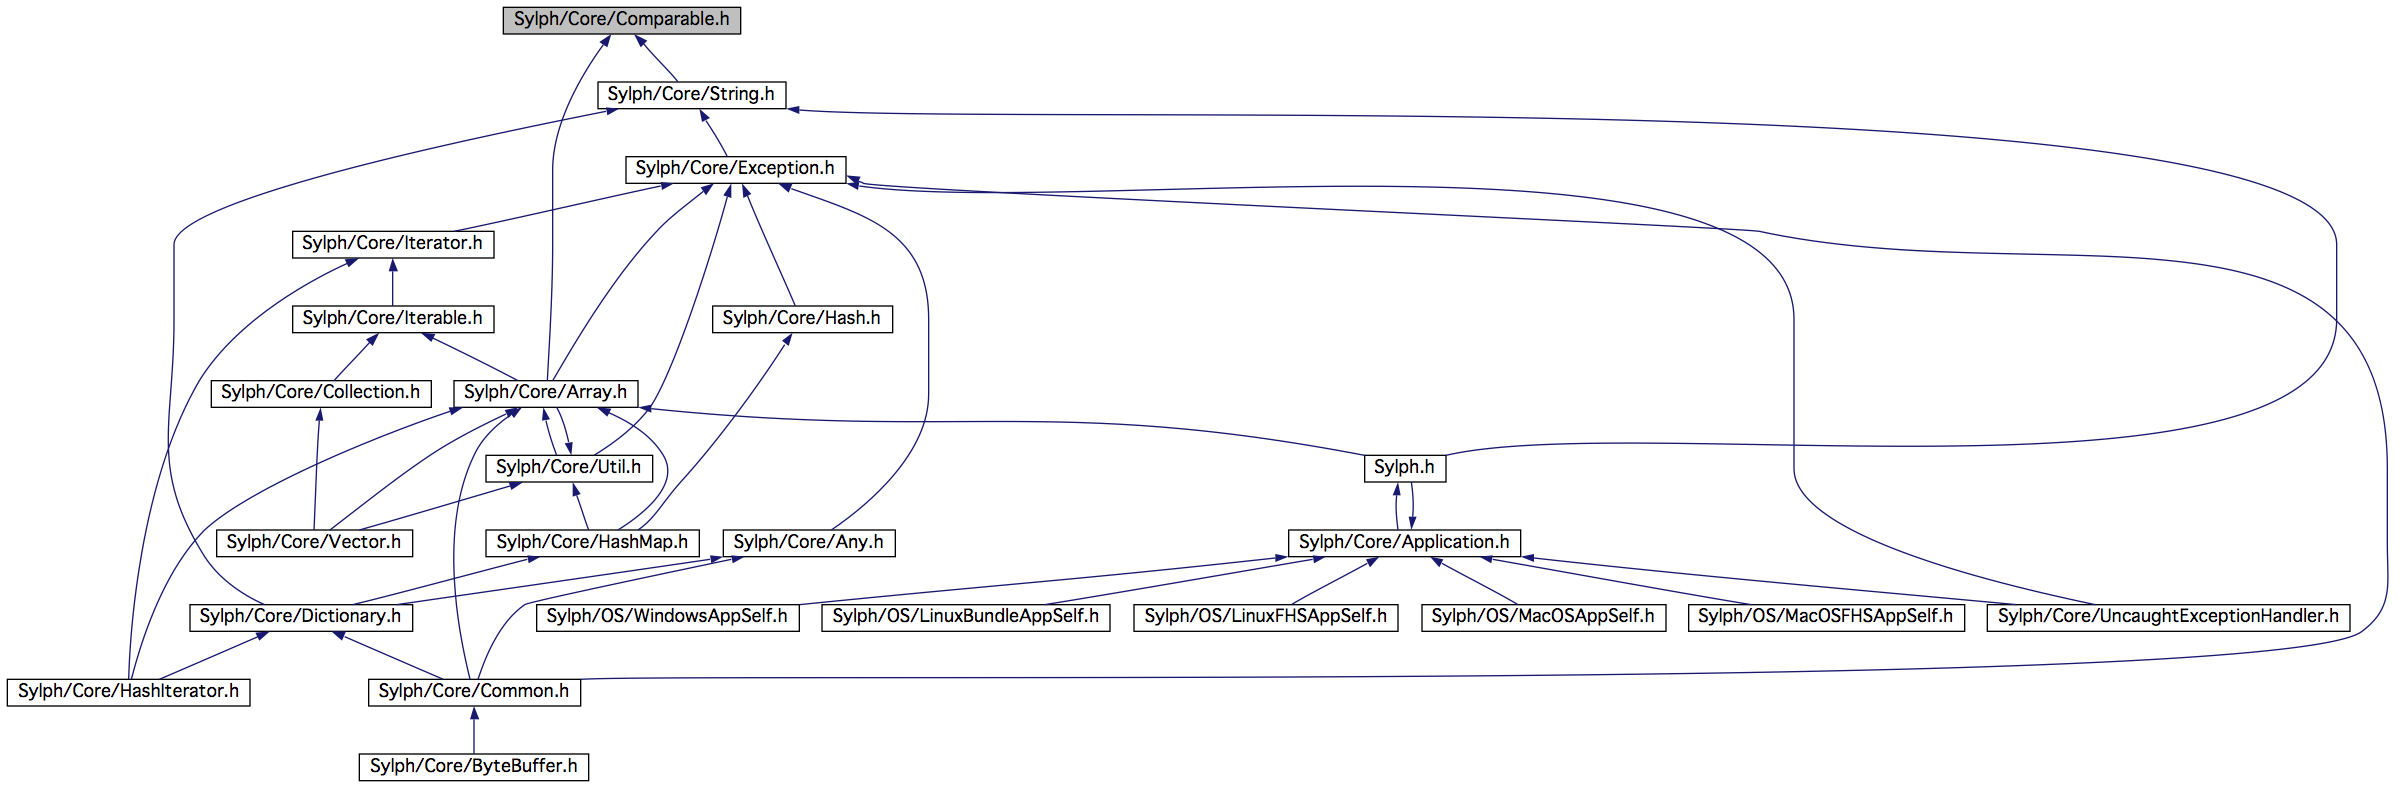 Sylph/Core/Comparable.h
Sylph/Core/String.h
Sylph/Core/Exception.h
Sylph/Core/Iterator.h
Sylph/Core/Iterable.h
Sylph/Core/Hash.h
Sylph/Core/Collection.h
Sylph/Core/Array.h
Sylph/Core/Util.h
Sylph.h
Sylph/Core/Vector.h
Sylph/Core/HashMap.h
Sylph/Core/Any.h
Sylph/Core/Application.h
Sylph/Core/Dictionary.h
Sylph/OS/WindowsAppSelf.h
Sylph/OS/LinuxBundleAppSelf.h
Sylph/OS/LinuxFHSAppSelf.h
Sylph/OS/MacOSAppSelf.h
Sylph/OS/MacOSFHSAppSelf.h
Sylph/Core/UncaughtExceptionHandler.h
Sylph/Core/HashIterator.h
Sylph/Core/Common.h
Sylph/Core/ByteBuffer.h